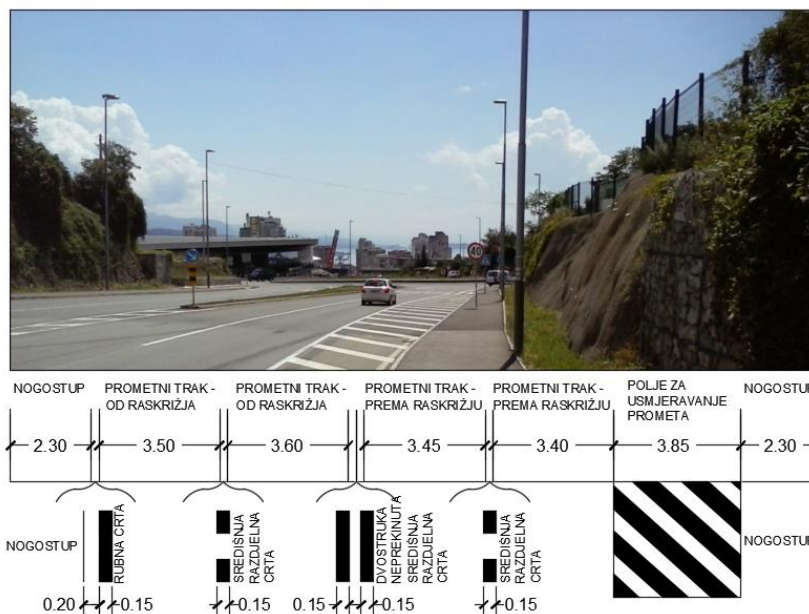 40
NOGOSTUP
PROMETNI TRAK -
OD RASKRIŽJA
PROMETNI TRAK -
OD RASKRIŽJA
PROMETNI TRAK -
PREMA RASKRIŽJU
PROMETNI TRAK -
PREMA RASKRIŽJU
POLJE ZA
USMJERAVANJE
PROMETA
NOGOSTUP
2.30
3.50
3.60
3.45
3.40
3.85
2.30
NOGOSTUP
RUBNA CRTA
SREDIŠNJA
RAZDJELNA
CRTA
DVOSTRUKA
NEPREKINUTA
SREDIŠNJA
RAZDJELNA
CRTA
SREDIŠNJA
RAZDJELNA
CRTA
NOGOSTU
0.20
0.15
0.15
0.15
0.15
0.15